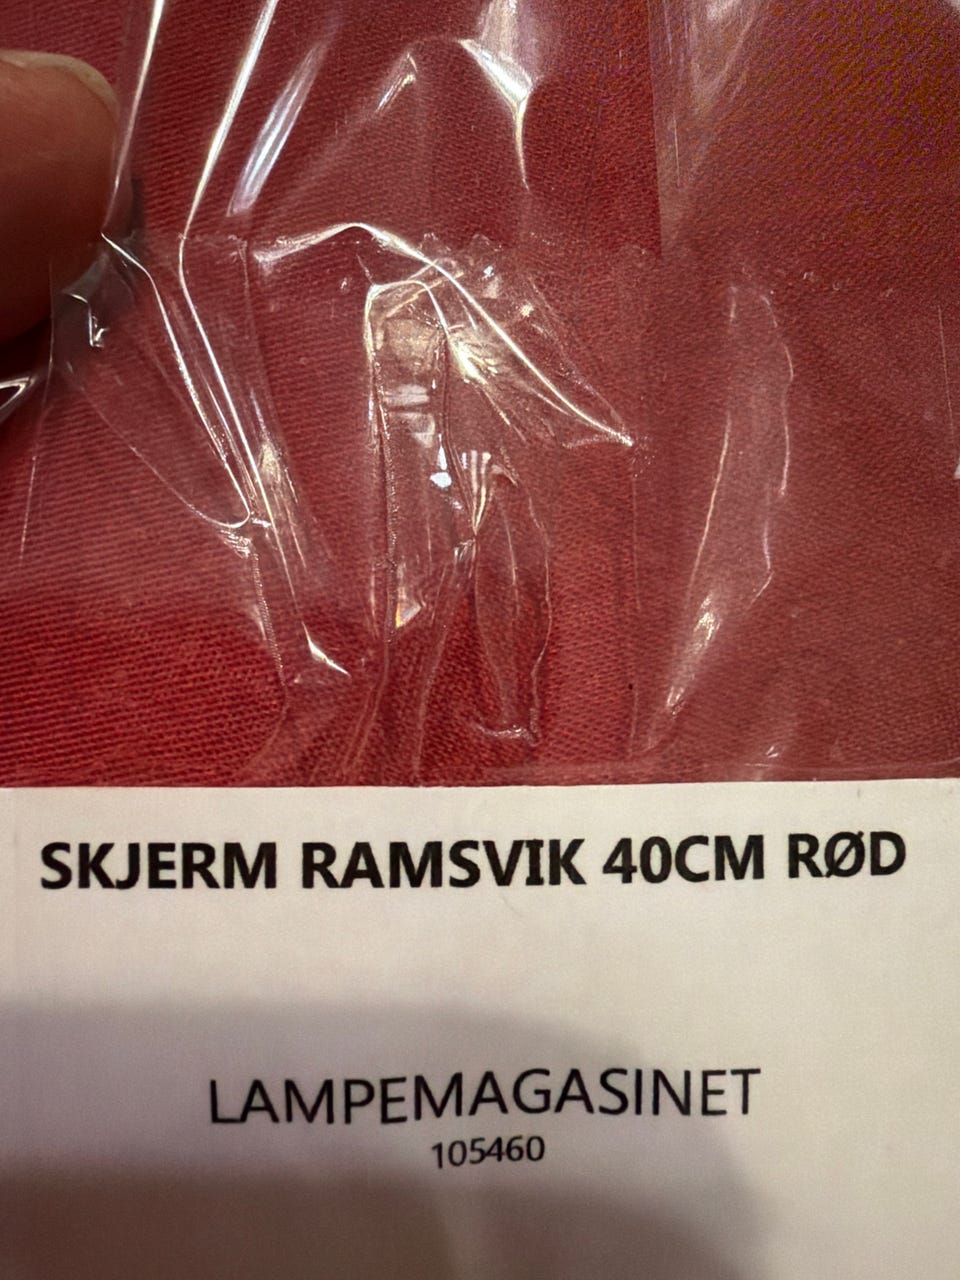 SKJERM RAMSVIK 40CM RØD
LAMPEMAGASINET
105460